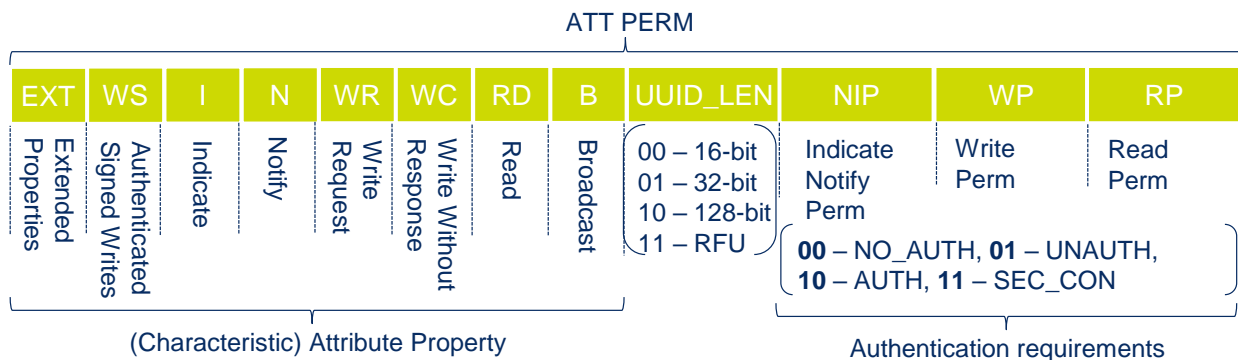 ATT PERM
EXT WS I N WR WC RD B UUID_LEN NIP WP RP
Extended
Properties
Authenticated
Signed Writes
Indicate
Notify
Write
Request
Write Without
Response
Read
Broadcast
00 – 16-bit
01 – 32-bit
10 – 128-bit
11 – RFU
Indicate
Notify
Perm
Write
Perm
Read
Perm
00 – NO_AUTH, 01 – UNAUTH,
10 – AUTH, 11 – SEC_CON
(Characteristic) Attribute Property
Authentication requirements